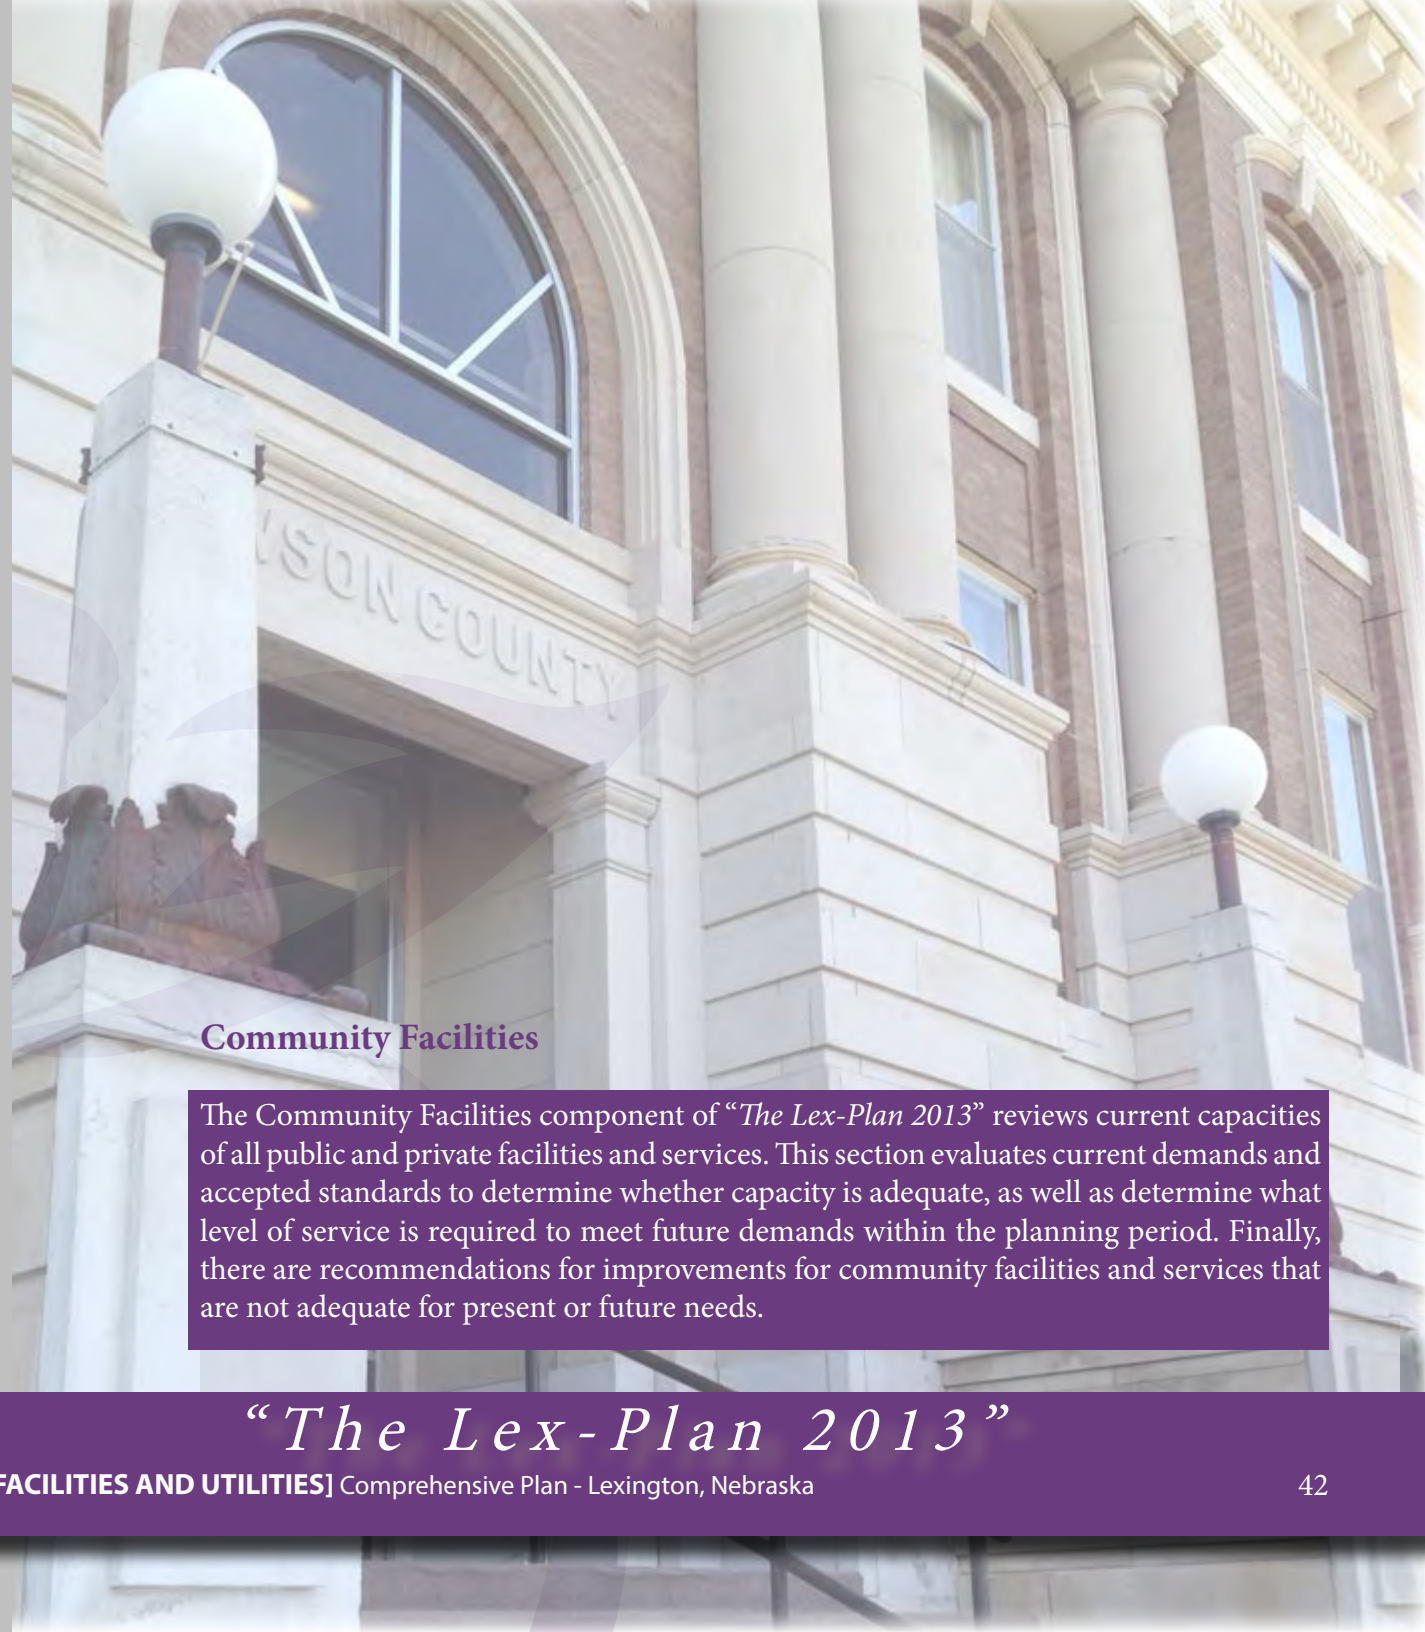 SON COUNTY
Community Facilities
The Community Facilities component of “The Lex-Plan 2013” reviews current capacities
of all public and private facilities and services. This section evaluates current demands and
accepted standards to determine whether capacity is adequate, as well as determine what
level of service is required to meet future demands within the planning period. Finally,
there are recommendations for improvements for community facilities and services that
are not adequate for present or future needs.
“The Lex-Plan 2013”
FACILITIES AND UTILITIES] Comprehensive Plan - Lexington, Nebraska 42